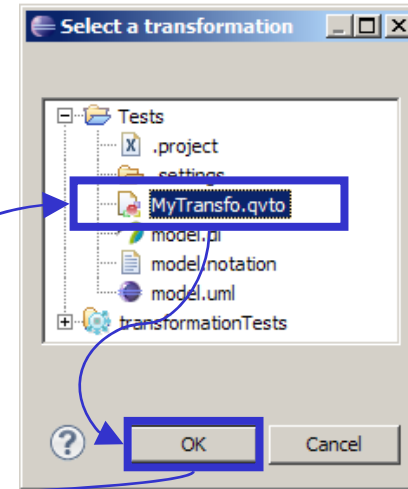 Select a transformation
Tests
.project
.settings
MyTransfo.qvto
model.di
model.notation
model.uml
transformationTests
OK Cancel